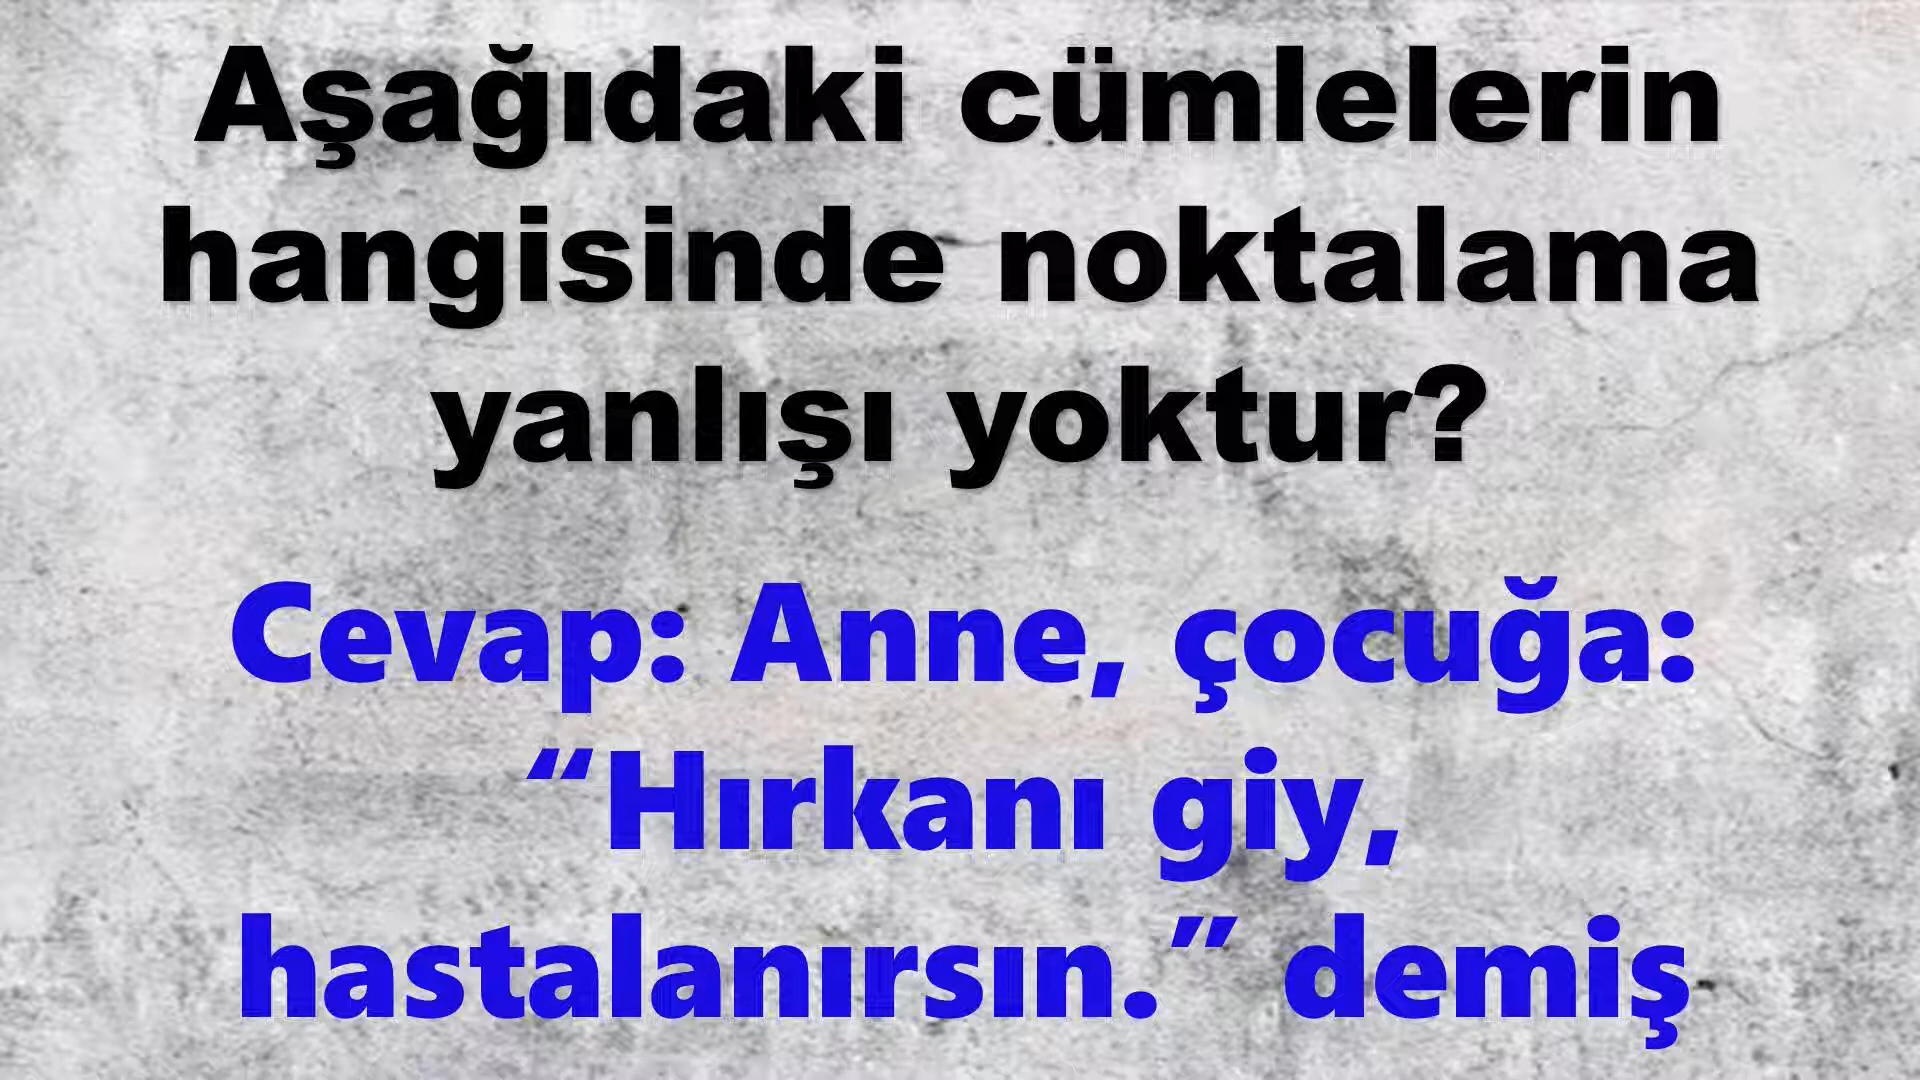 Aşağıdaki cümlelerin
hangisinde noktalama
yanlışı yoktur?
Cevap: Anne, çocuğa:
“Hırkanı giy,
hastalanırsın.” demiş